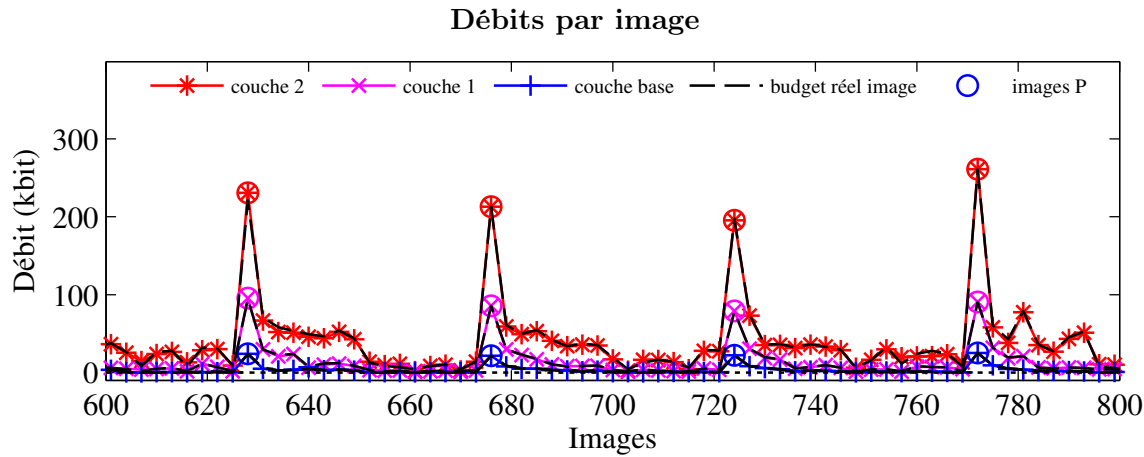 Débits par image
couche 2 couche 1 couche base budget réel image images P
300
200
100
0
Débit (kbit)
600 620 640 660 680 700 720 740 760 780 800
Images